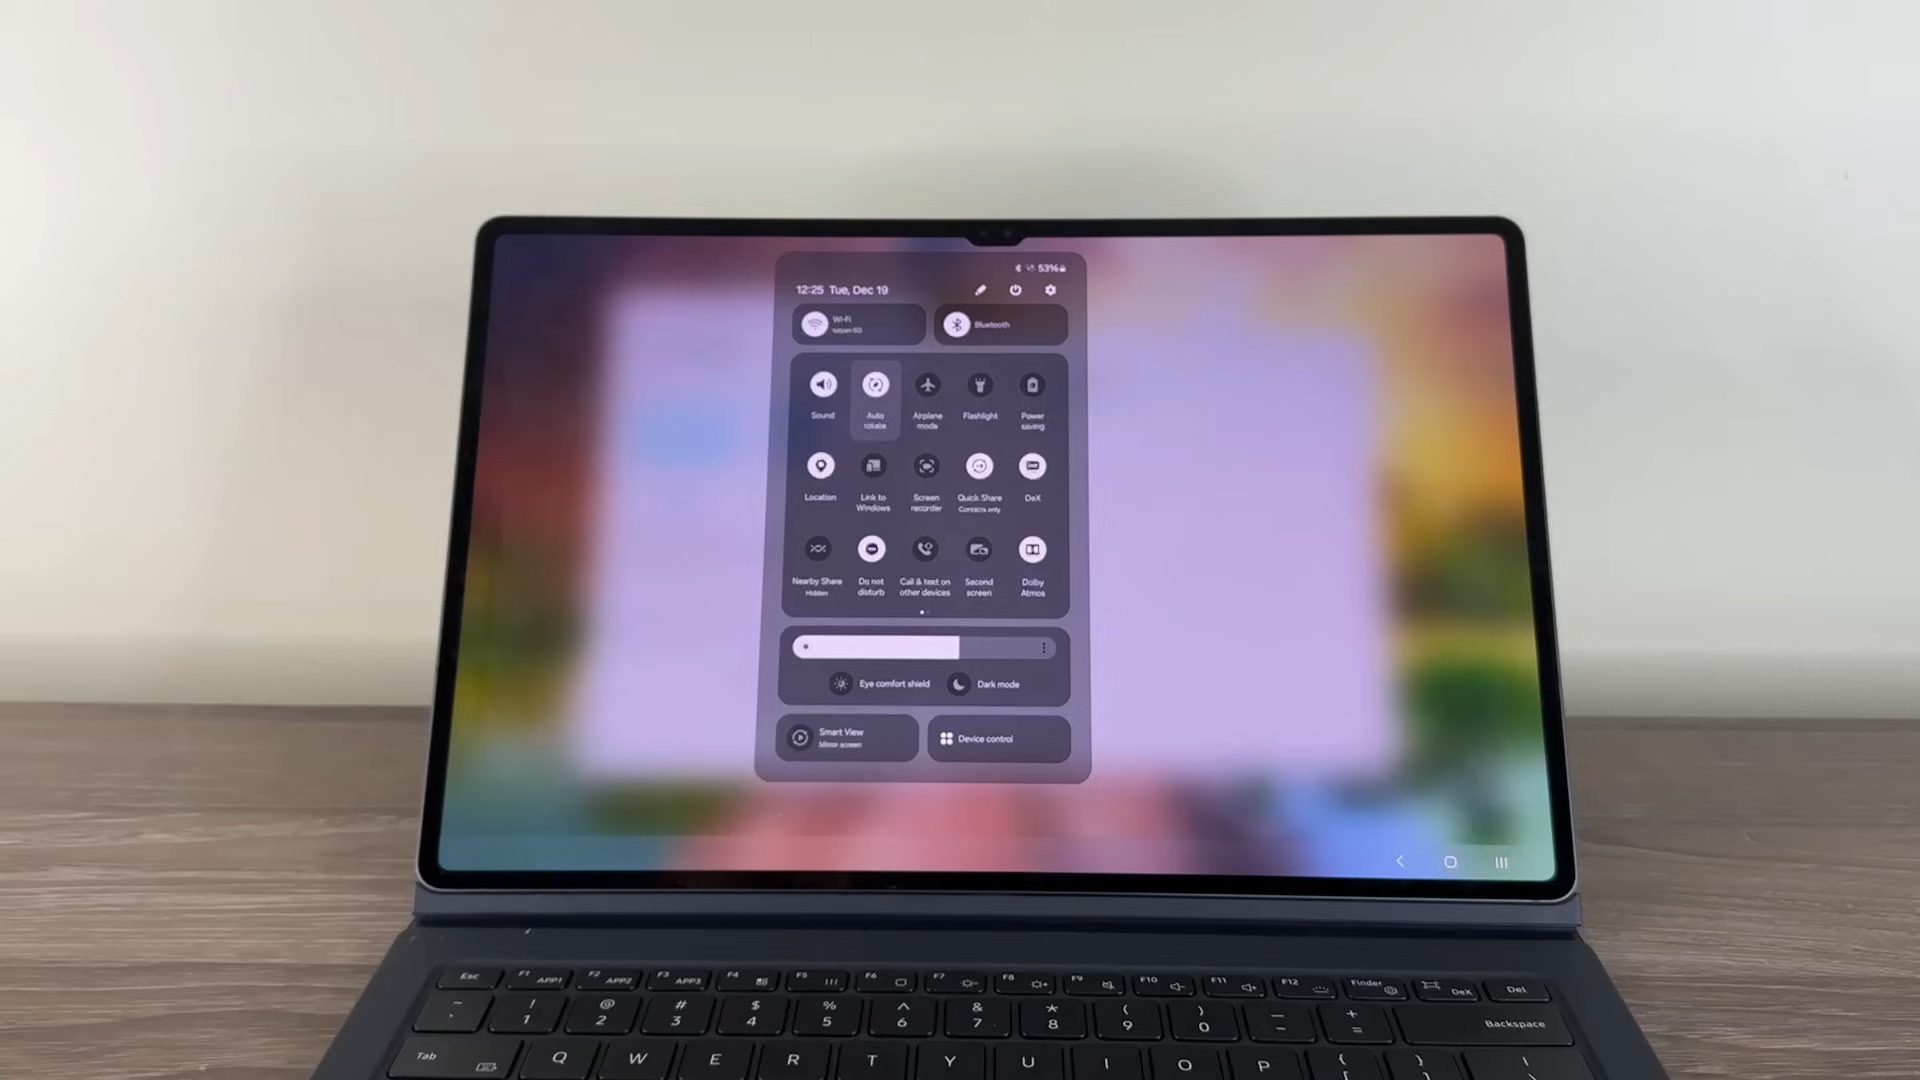 53%
12:25 Tue, Dec 19
Wi-Fi
Bluetooth
Sound
Auto rotate
Airplane mode
Flashlight
Power saving
Location
Link to Windows
Screen recorder
Quick Share
Contacts only
DeX
Nearby Share
Hidden
Do not disturb
Call & text on other devices
Second screen
Dolby Atmos
Eye comfort shield
Dark mode
Smart View
Mirror screen
Device control
Esc F1 APP1 F2 APP2 F3 APP3 F4 F5 III F6 F7 F8 F9 F10 F11 F12 Finder DeX Del
! 1 @ 2 # 3 $ 4 % 5 ^ 6 & 7 * 8 ( 9 ) 0 — - + = Backspace
Tab Q W E R T Y U I O P { [ }